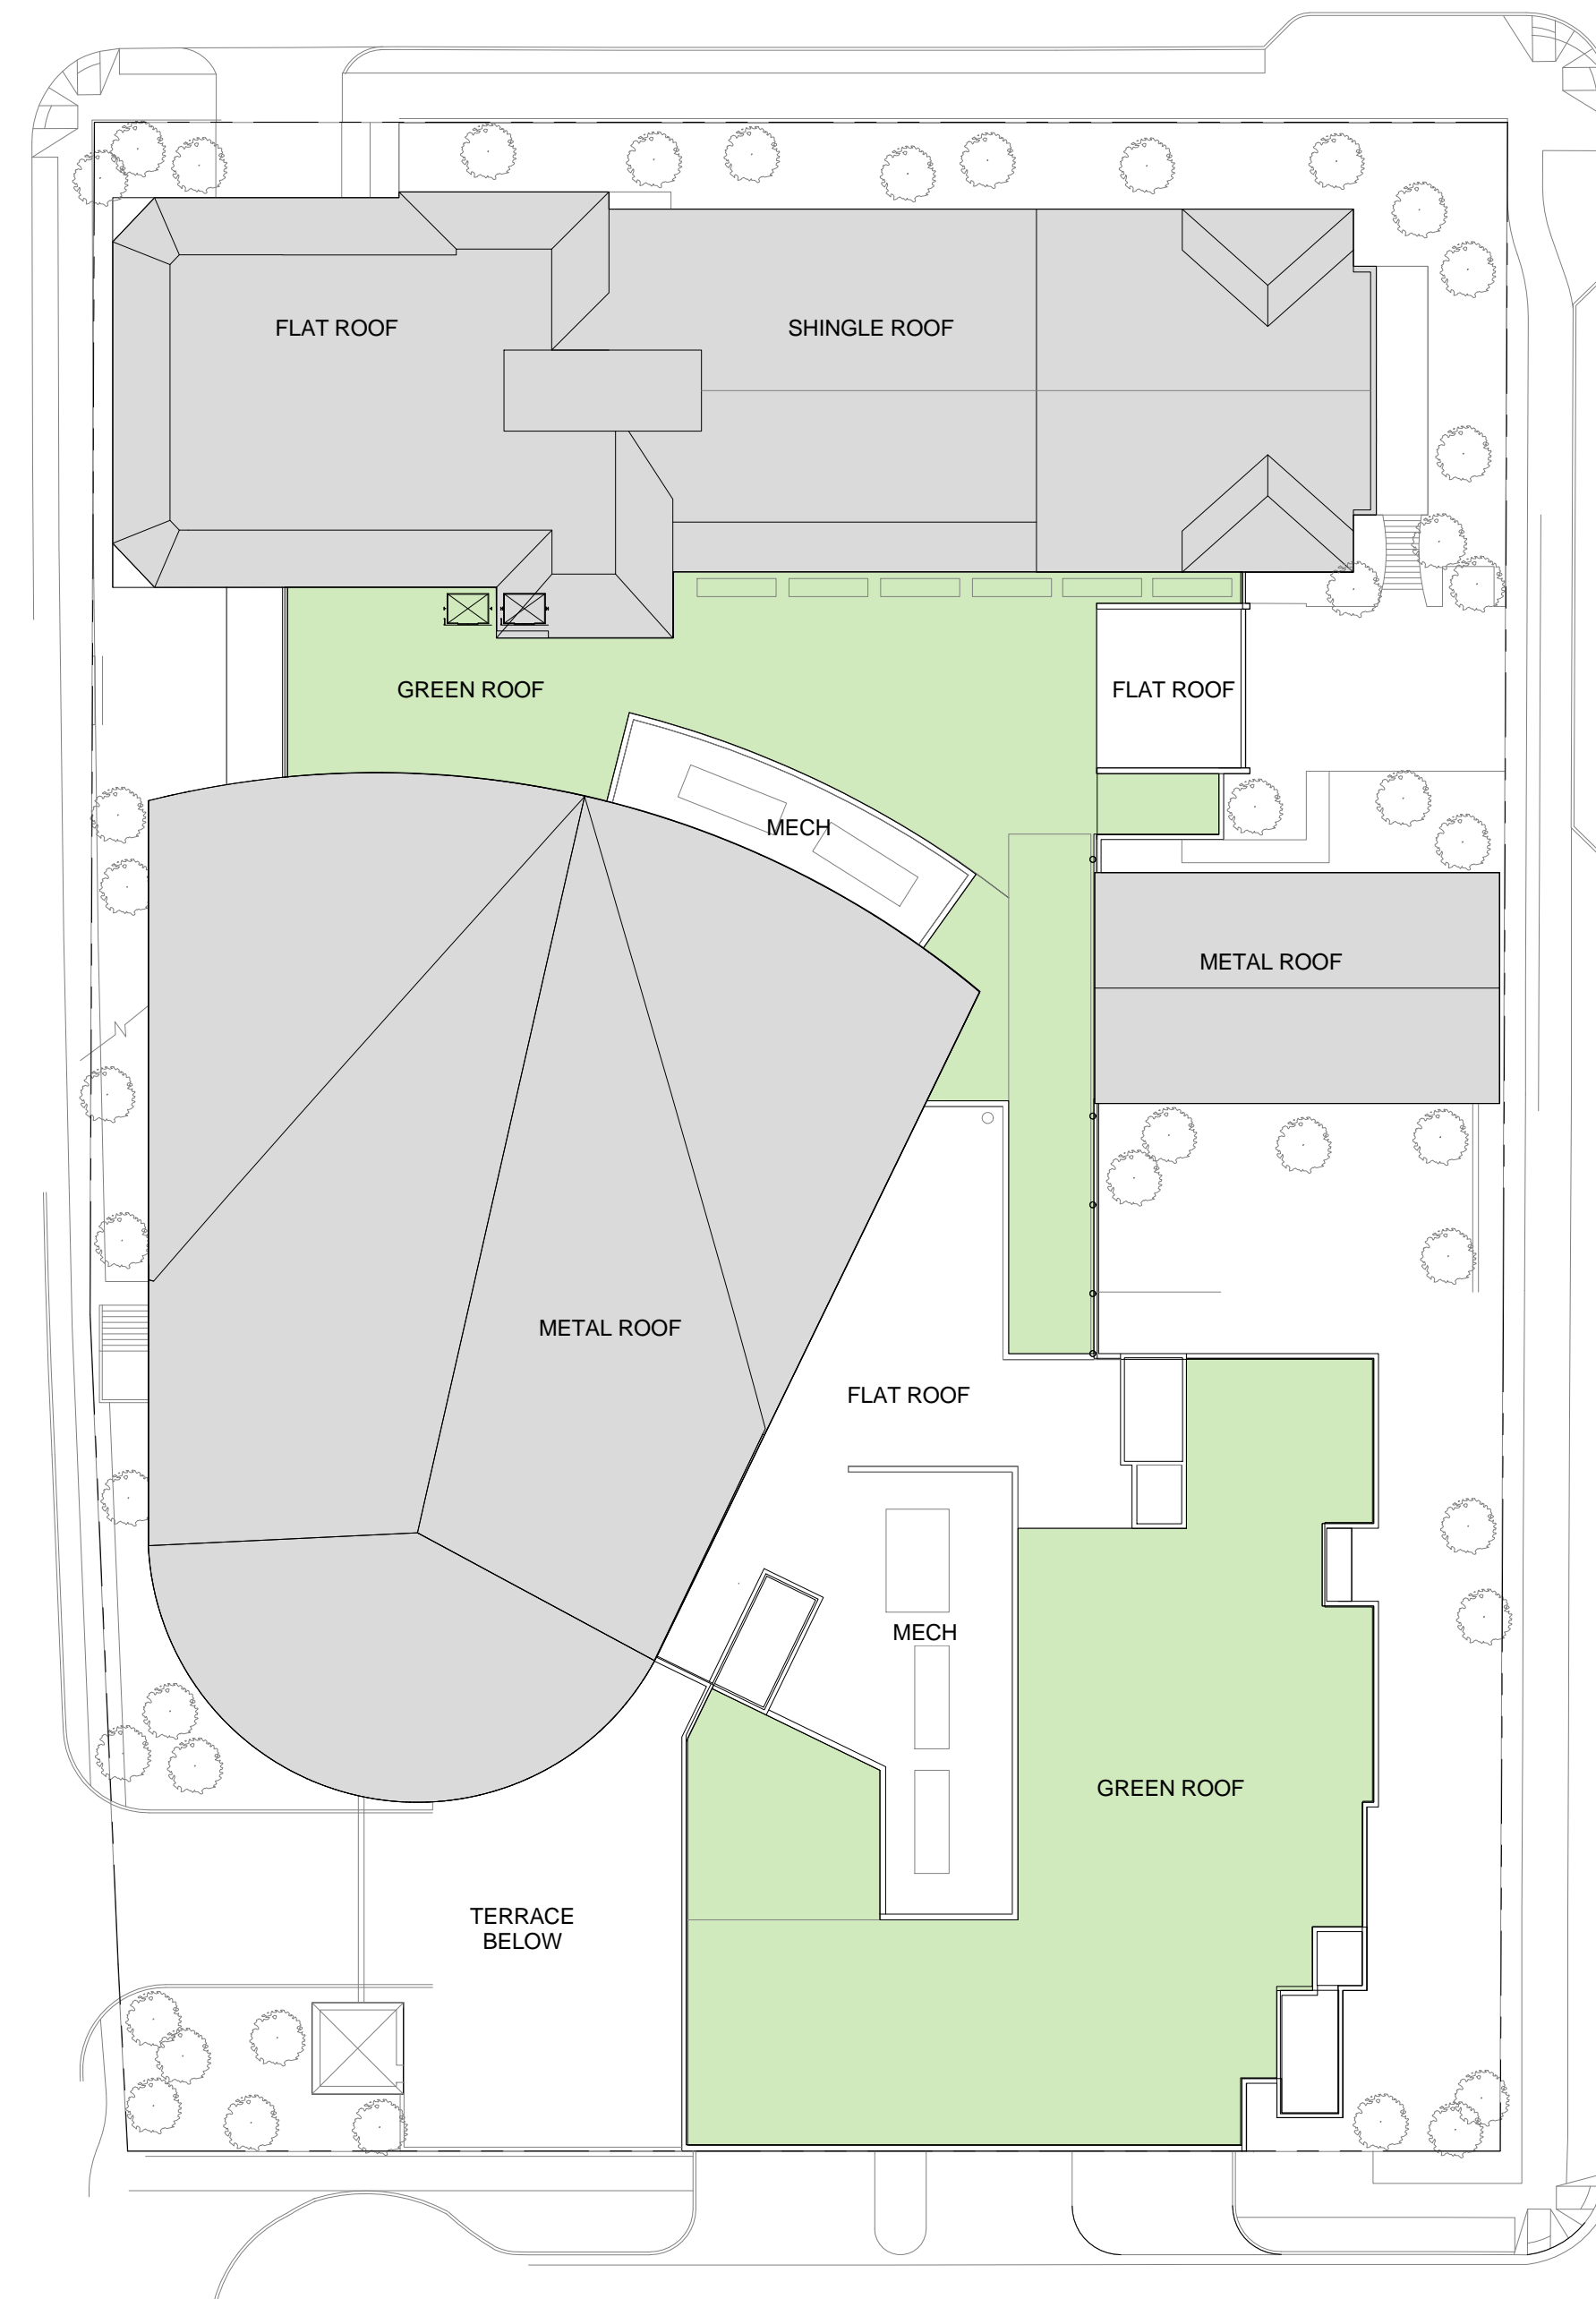 FLAT ROOF
SHINGLE ROOF
GREEN ROOF
FLAT ROOF
MECH
METAL ROOF
METAL ROOF
FLAT ROOF
MECH
GREEN ROOF
TERRACE
BELOW